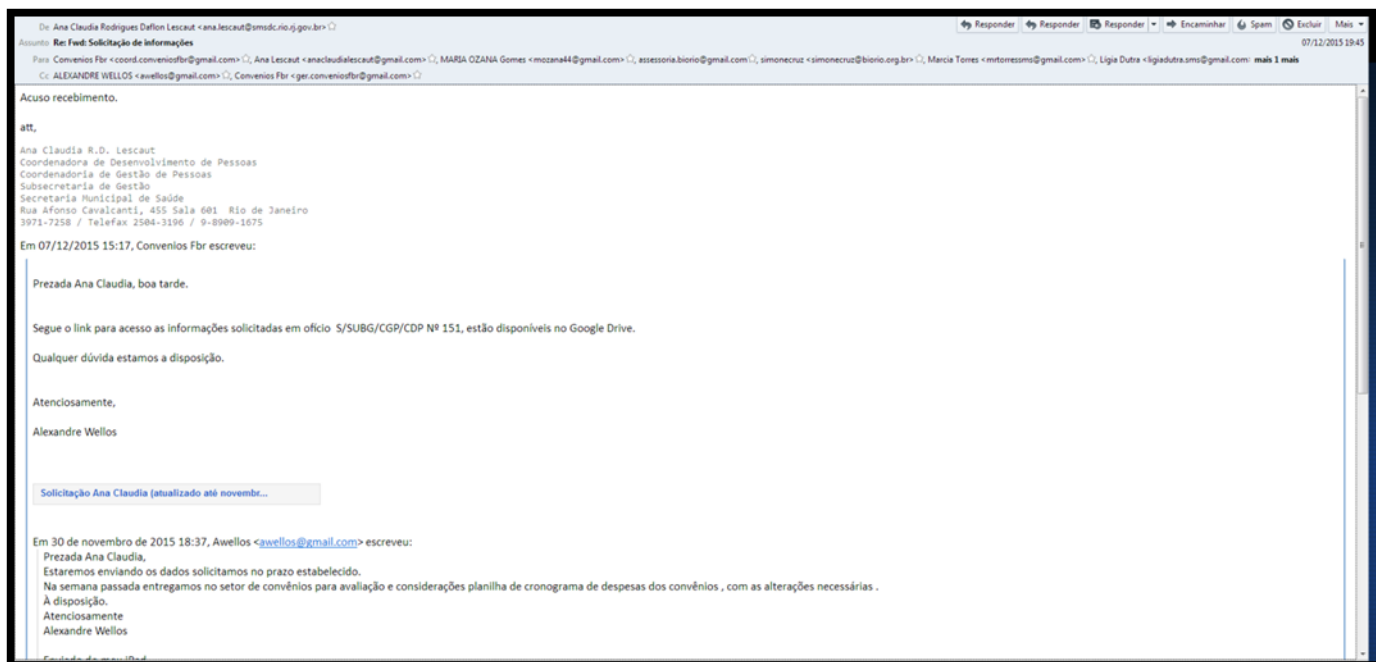 De Ana Claudia Rodrigues Daflon Lescaut <ana.lescaut@smsdc.rio.rj.gov.br>
Responder Responder Responder Encaminhar Spam Excluir Mais
Assunto Re: Fwd: Solicitação de informações
07/12/2015 19:45
Para Convenios Fbr <coord.conveniosfbr@gmail.com>, Ana Lescaut <anaclaudialescaut@gmail.com>, MARIA OZANA Gomes <mozana44@gmail.com>, assessoria.biorio@gmail.com, simonecruz <simonecruz@biorio.org.br>, Marcia Torres <mrtorressms@gmail.com>, Ligia Dutra <ligiadutra.sms@gmail.com> mais 1 mais
Cc ALEXANDRE WELLOS <awellos@gmail.com>, Convenios Fbr <ger.conveniosfbr@gmail.com>
Acuso recebimento.
att,
Ana Claudia R.D. Lescaut
Coordenadora de Desenvolvimento de Pessoas
Coordenadoria de Gestão de Pessoas
Subsecretaria de Gestão
Secretaria Municipal de Saúde
Rua Afonso Cavalcanti, 455 Sala 601 Rio de Janeiro
3971-7258 / Telefax 2504-3196 / 9-8909-1675
Em 07/12/2015 15:17, Convenios Fbr escreveu:
Prezada Ana Claudia, boa tarde.
Segue o link para acesso as informações solicitadas em ofício S/SUBG/CGP/CDP Nº 151, estão disponíveis no Google Drive.
Qualquer dúvida estamos a disposição.
Atenciosamente,
Alexandre Wellos
Solicitação Ana Claudia (atualizado até novembr...
Em 30 de novembro de 2015 18:37, Awellos <awellos@gmail.com> escreveu:
Prezada Ana Claudia,
Estaremos enviando os dados solicitamos no prazo estabelecido.
Na semana passada entregamos no setor de convênios para avaliação e considerações planilha de cronograma de despesas dos convênios , com as alterações necessárias .
À disposição.
Atenciosamente
Alexandre Wellos
Enviado do meu iPad